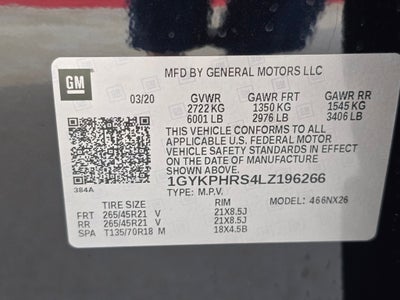 MFD BY GENERAL MOTORS LLC
GM
03/20 GVWR GAWR FRT GAWR RR
2722 KG 1350 KG 1545 KG
6001 LB 2976 LB 3406 LB
THIS VEHICLE CONFORMS TO ALL
APPLICABLE U.S. FEDERAL MOTOR
VEHICLE SAFETY STANDARDS IN EFFECT
ON THE DATE OF MANUFACTURE
SHOWN ABOVE.
384A
1GYKPHRS4LZ196266
TYPE: M.P.V. MODEL: 466NX26
TIRE SIZE RIM
FRT 265/45R21 V 21X8.5J
RR 265/45R21 V 21X8.5J
SPA T135/70R18 M 18X4.5B